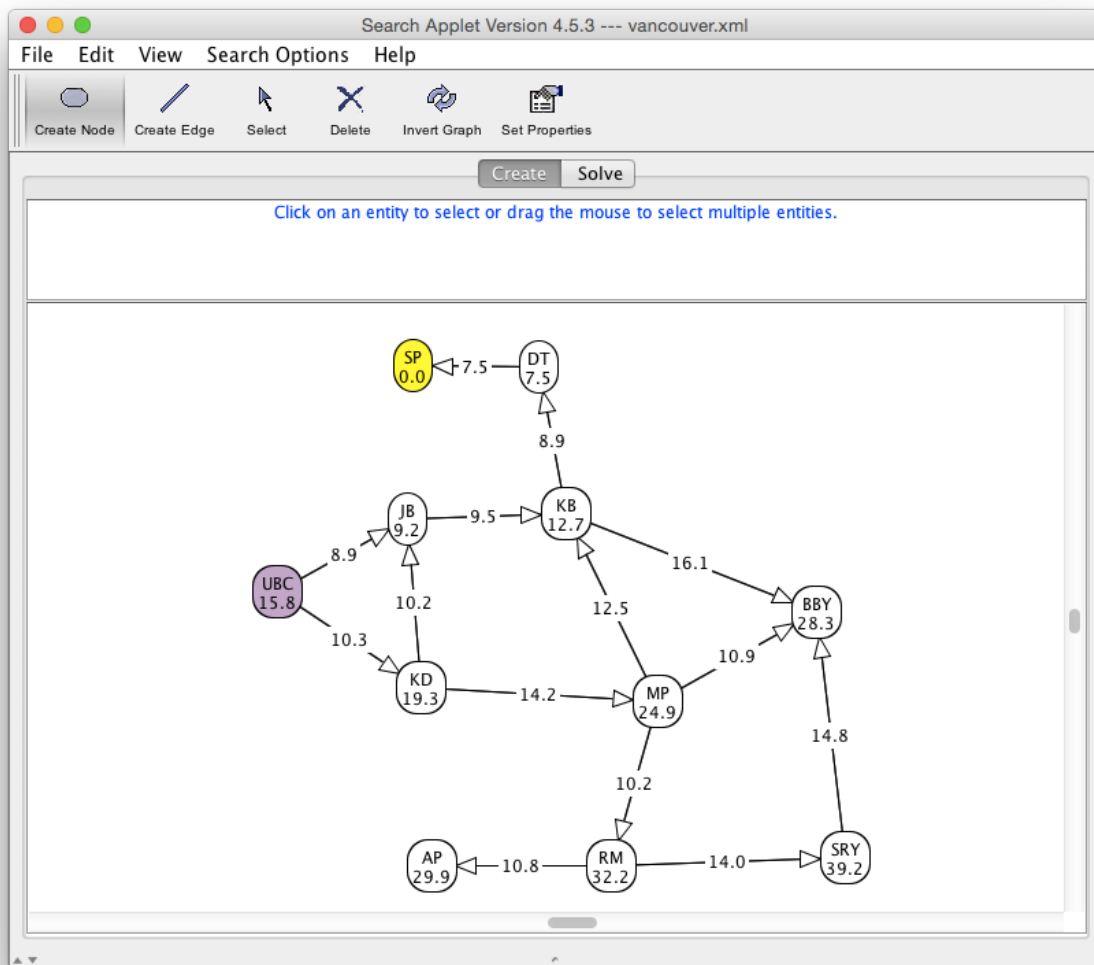 Search Applet Version 4.5.3 --- vancouver.xml
File Edit View Search Options Help
Create Node Create Edge Select Delete Invert Graph Set Properties
Create Solve
Click on an entity to select or drag the mouse to select multiple entities.
SP
0.0
7.5
DT
7.5
8.9
JB
9.2
9.5
KB
12.7
8.9
16.1
UBC
15.8
10.2
12.5
BBY
28.3
10.3
10.9
KD
19.3
14.2
MP
24.9
14.8
10.2
AP
29.9
10.8
RM
32.2
14.0
SRY
39.2